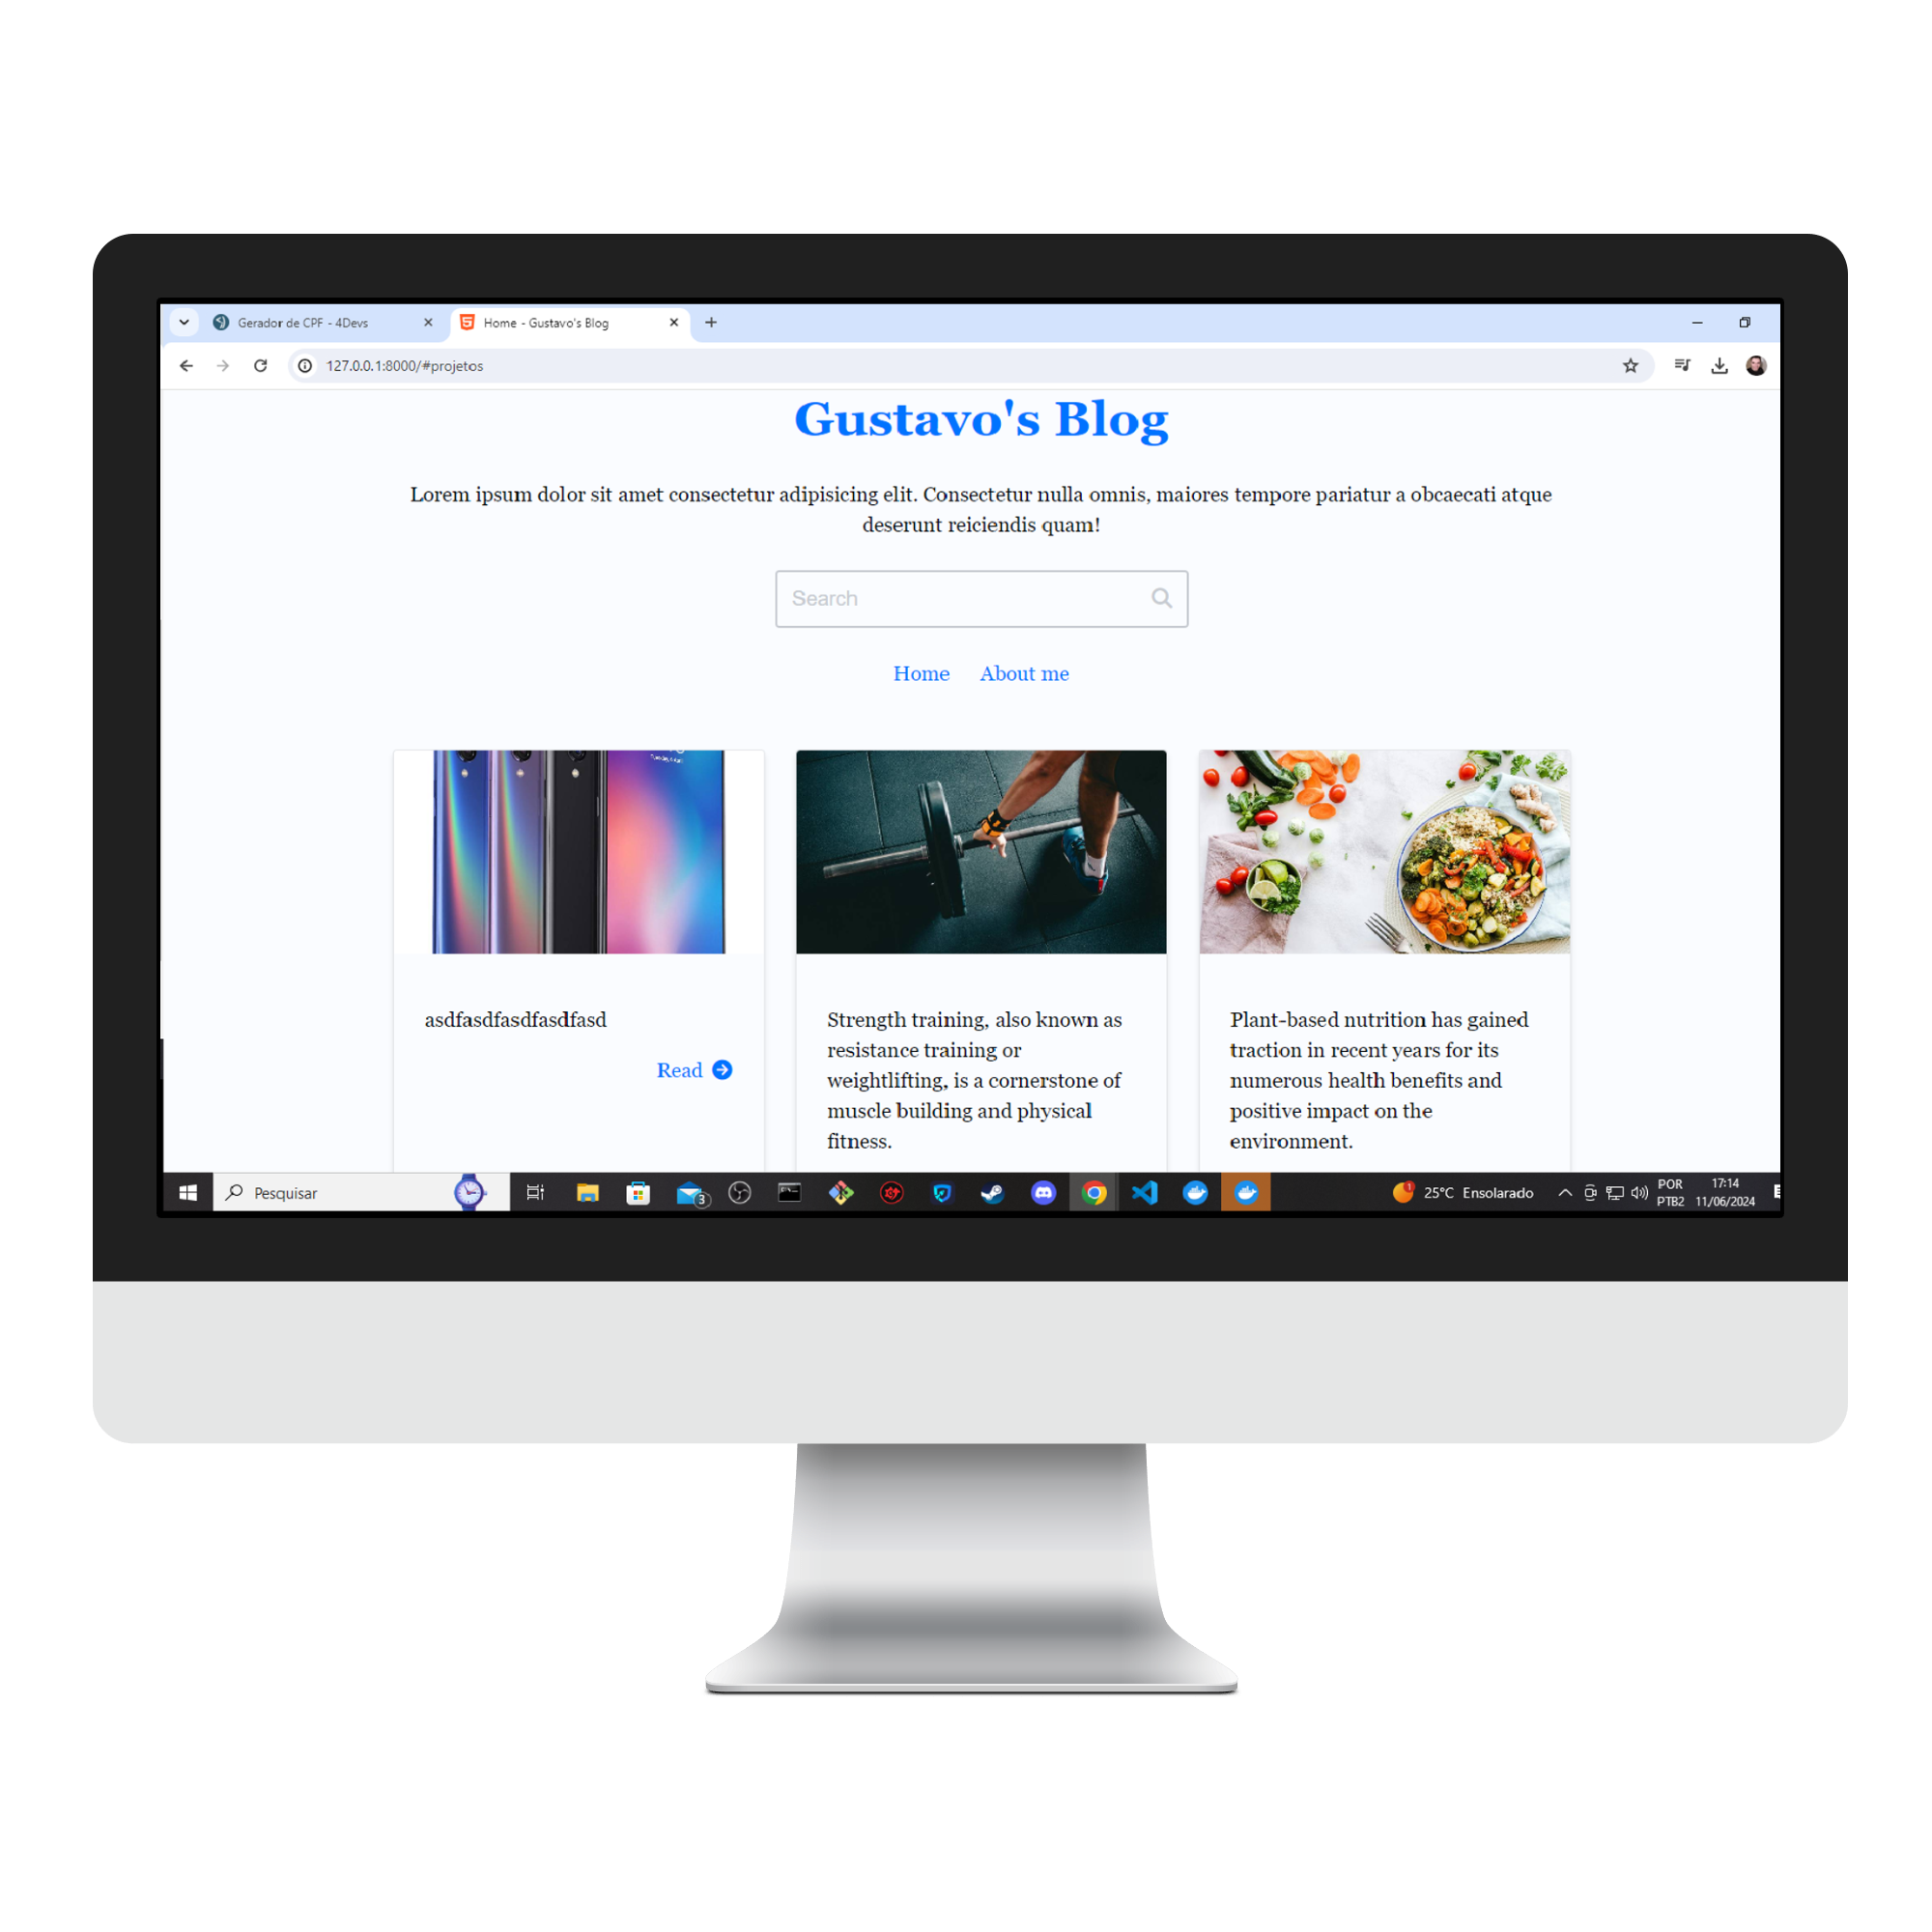 Gerador de CPF - 4Devs
Home - Gustavo's Blog
127.0.0.1:8000/#projetos
Gustavo's Blog
Lorem ipsum dolor sit amet consectetur adipisicing elit. Consectetur nulla omnis, maiores tempore pariatur a obcaecati atque
deserunt reiciendis quam!
Search
Home About me
asdfasdfasdfasdfasd
Read
Strength training, also known as
resistance training or
weightlifting, is a cornerstone of
muscle building and physical
fitness.
Plant-based nutrition has gained
traction in recent years for its
numerous health benefits and
positive impact on the
environment.
Pesquisar
3
1
25°C Ensolarado
POR
PTB2
17:14
11/06/2024